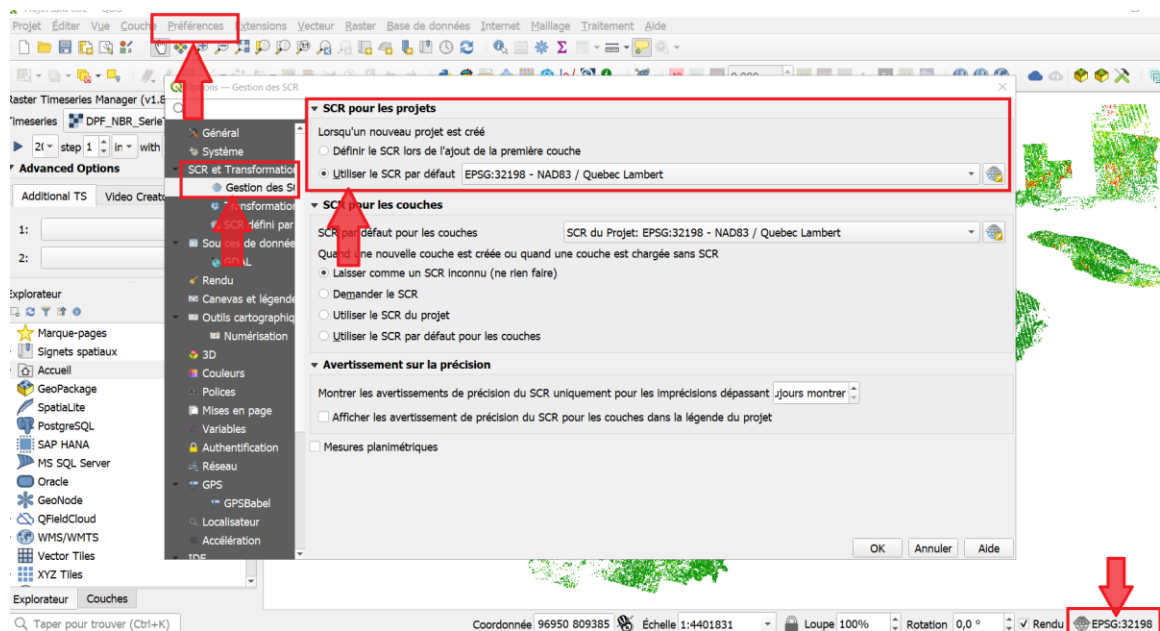 Projet Éditer Vue Couche Préférences Extensions Vecteur Raster Base de données Internet Maillage Traitement Aide
0,000
Raster Timeseries Manager (v1.8
Timeseries DPF_NBR_SerieT
step 1 in with
Advanced Options
Additional TS Video Creato
1:
2:
Explorateur
Marque-pages
Signets spatiaux
Accueil
GeoPackage
SpatiaLite
PostgreSQL
SAP HANA
MS SQL Server
Oracle
GeoNode
QFieldCloud
WMS/WMTS
Vector Tiles
XYZ Tiles
Explorateur Couches
Options — Gestion des SCR
Général
Système
SCR et Transformation
Gestion des SC
Transformation
SCR défini par
Sources de donnée
GDAL
Rendu
Canevas et légende
Outils cartographiq
Numérisation
3D
Couleurs
Polices
Mises en page
Variables
Authentification
Réseau
GPS
GPSBabel
Localisateur
Accélération
IDE
SCR pour les projets
Lorsqu'un nouveau projet est créé
Définir le SCR lors de l'ajout de la première couche
Utiliser le SCR par défaut EPSG:32198 - NAD83 / Quebec Lambert
SCR pour les couches
SCR par défaut pour les couches SCR du Projet: EPSG:32198 - NAD83 / Quebec Lambert
Quand une nouvelle couche est créée ou quand une couche est chargée sans SCR
Laisser comme un SCR inconnu (ne rien faire)
Demander le SCR
Utiliser le SCR du projet
Utiliser le SCR par défaut pour les couches
Avertissement sur la précision
Montrer les avertissements de précision du SCR uniquement pour les imprécisions dépassant ujours montrer
Afficher les avertissement de précision du SCR pour les couches dans la légende du projet
Mesures planimétriques
OK Annuler Aide
Taper pour trouver (Ctrl+K) Coordonnée 96950 809385 Échelle 1:4401831 Loupe 100% Rotation 0,0 ° Rendu EPSG:32198